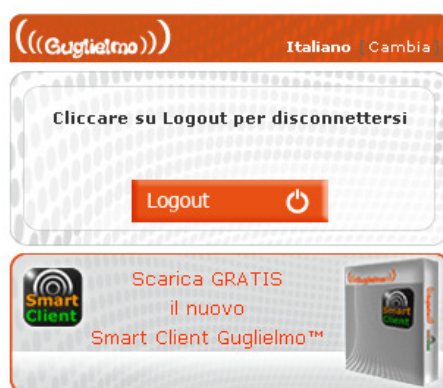 (((Guglielmo)))
Italiano | Cambia
Cliccare su Logout per disconnettersi
Logout
Scarica GRATIS
il nuovo
Smart Client Guglielmo™
Smart
Client